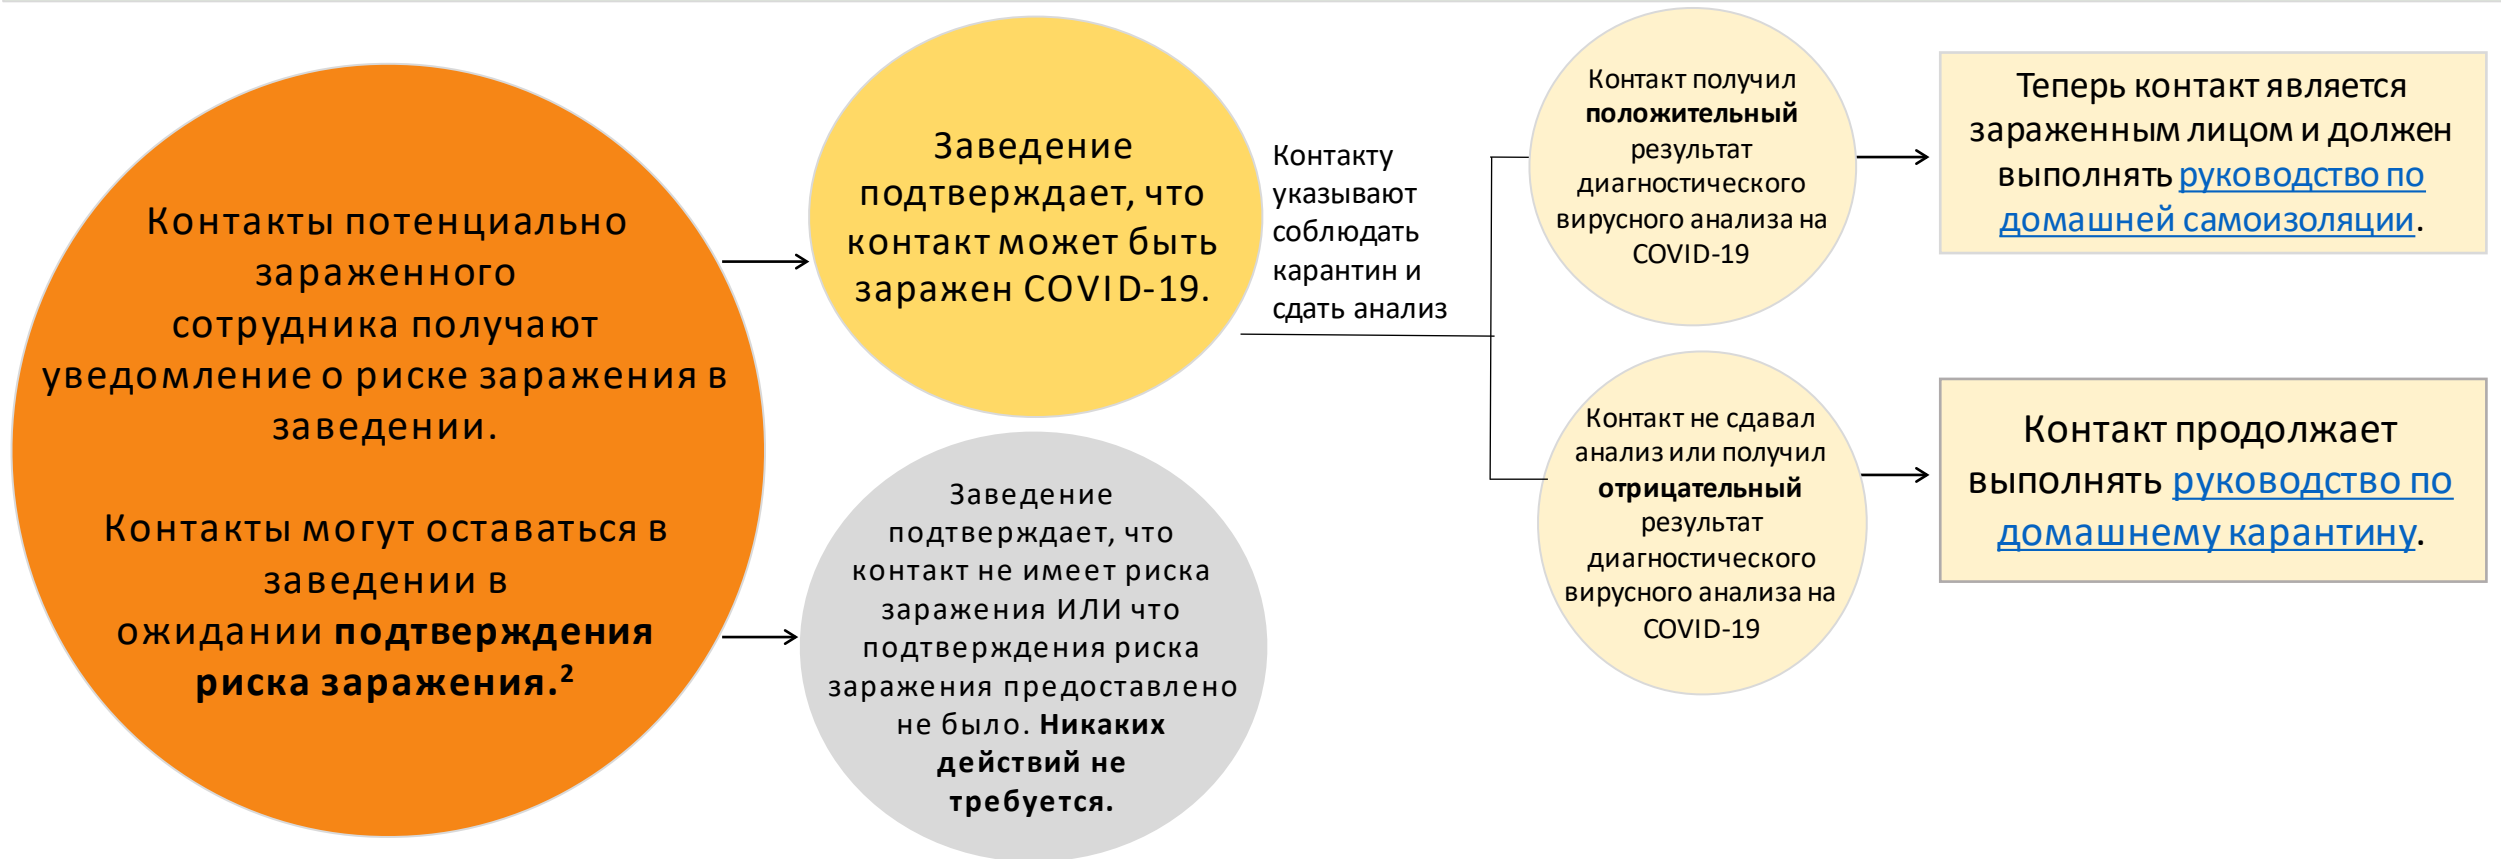 Контакты потенциально
зараженного
сотрудника получают
уведомление о риске заражения в
заведении.
Контакты могут оставаться в
заведении в
ожидании подтверждения
риска заражения.²
Заведение
подтверждает, что
контакт может быть
заражен COVID-19.
Заведение
подтверждает, что
контакт не имеет риска
заражения ИЛИ что
подтверждения риска
заражения предоставлено
не было. Никаких
действий не
требуется.
Контакту
указывают
соблюдать
карантин и
сдать анализ
Контакт получил
положительный
результат
диагностического
вирусного анализа на
COVID-19
Теперь контакт является
зараженным лицом и должен
выполнять руководство по
домашней самоизоляции.
Контакт не сдавал
анализ или получил
отрицательный
результат
диагностического
вирусного анализа на
COVID-19
Контакт продолжает
выполнять руководство по
домашнему карантину.